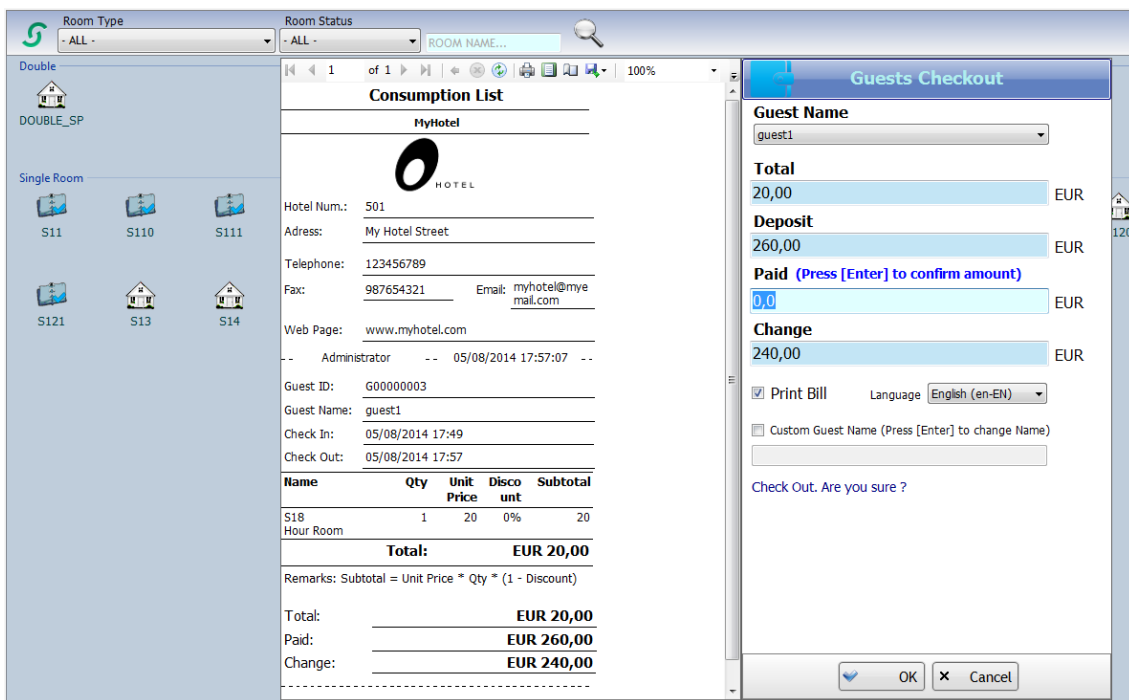 Room Type
Room Status
- ALL -
- ALL -
ROOM NAME...
Double
DOUBLE_SP
Single Room
S11
S110
S111
S121
S13
S14
1 of 1
100%
Consumption List
MyHotel
HOTEL
Hotel Num.: 501
Adress: My Hotel Street
Telephone: 123456789
Fax: 987654321 Email: myhotel@mye
mail.com
Web Page: www.myhotel.com
-- Administrator -- 05/08/2014 17:57:07 --
Guest ID: G00000003
Guest Name: guest1
Check In: 05/08/2014 17:49
Check Out: 05/08/2014 17:57
Name Qty Unit Disco Subtotal
Price unt
S18 1 20 0% 20
Hour Room
Total: EUR 20,00
Remarks: Subtotal = Unit Price * Qty * (1 - Discount)
Total: EUR 20,00
Paid: EUR 260,00
Change: EUR 240,00
Guests Checkout
Guest Name
guest1
Total
20,00 EUR
Deposit
260,00 EUR
Paid (Press [Enter] to confirm amount)
0,0 EUR
Change
240,00 EUR
Print Bill Language English (en-EN)
Custom Guest Name (Press [Enter] to change Name)
Check Out. Are you sure ?
OK
Cancel